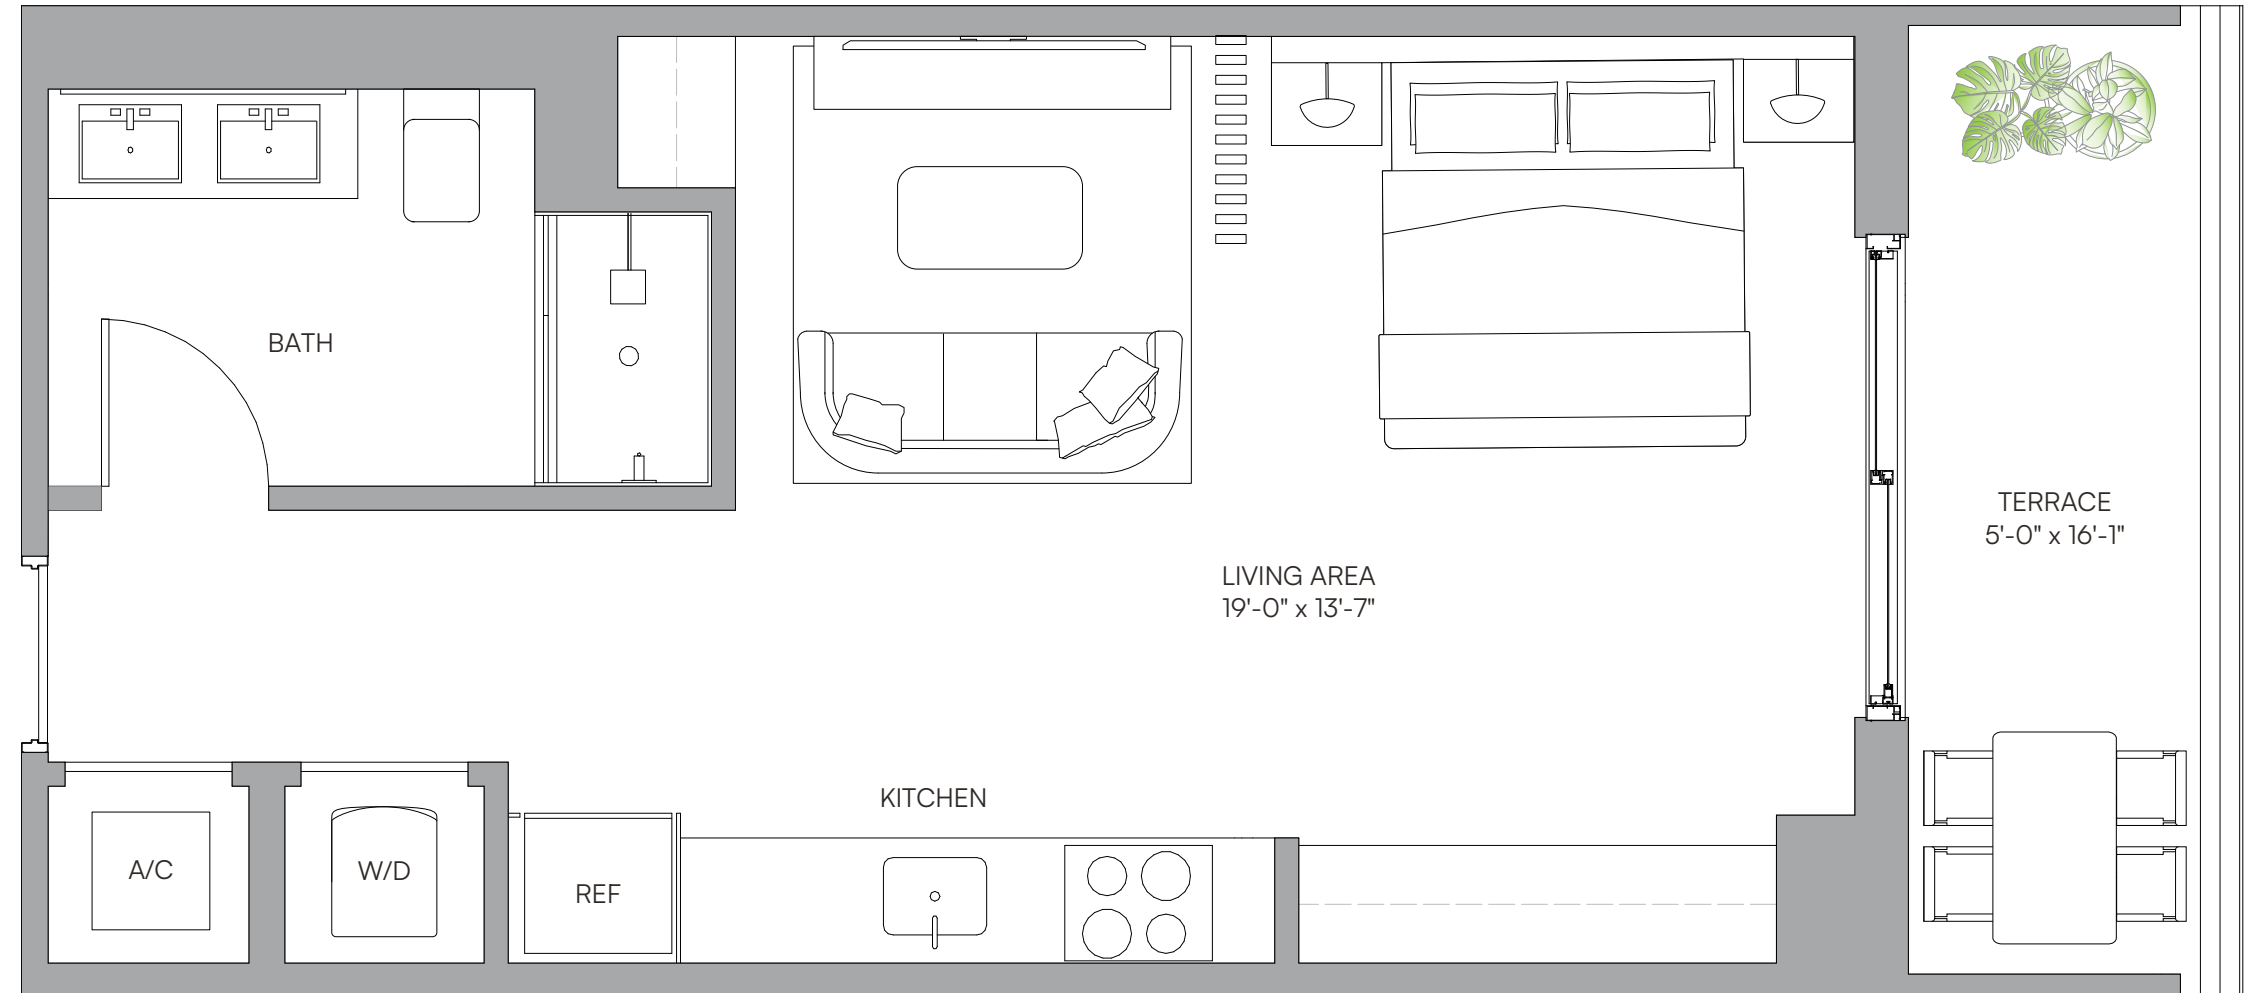 BATH
TERRACE
5'-0" x 16'-1"
LIVING AREA
19'-0" x 13'-7"
KITCHEN
A/C
W/D
REF